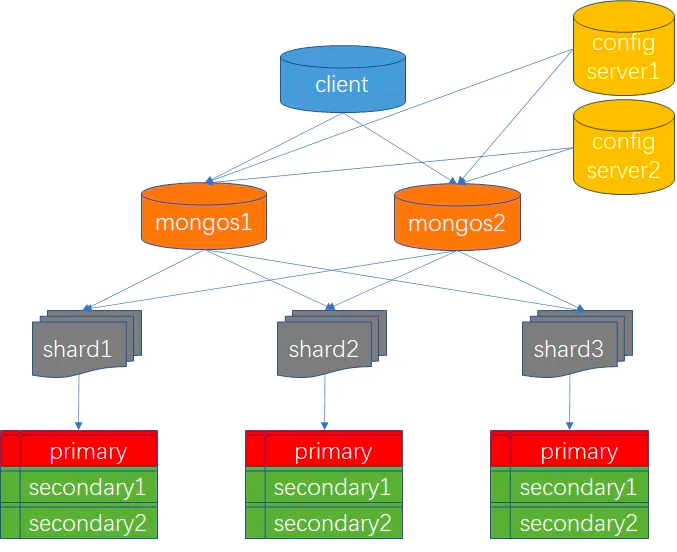 config
server1
client
config
server2
mongos1
mongos2
shard1
shard2
shard3
primary
primary
primary
secondary1
secondary1
secondary1
secondary2
secondary2
secondary2